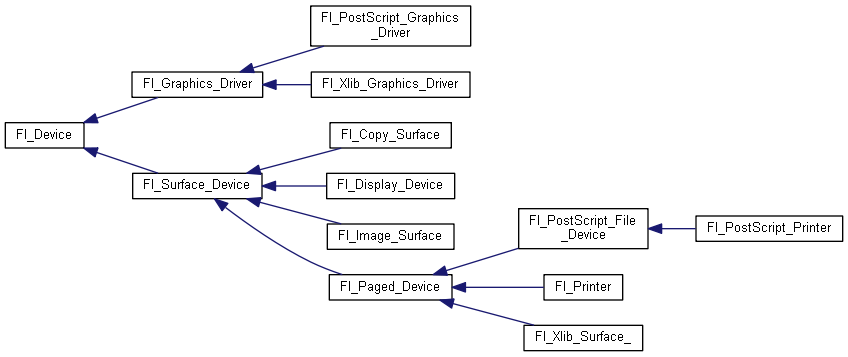 Fl_PostScript_Graphics
_Driver
Fl_Graphics_Driver
Fl_Xlib_Graphics_Driver
Fl_Device
Fl_Copy_Surface
Fl_Surface_Device
Fl_Display_Device
Fl_Image_Surface
Fl_PostScript_File
_Device
Fl_PostScript_Printer
Fl_Paged_Device
Fl_Printer
Fl_Xlib_Surface_